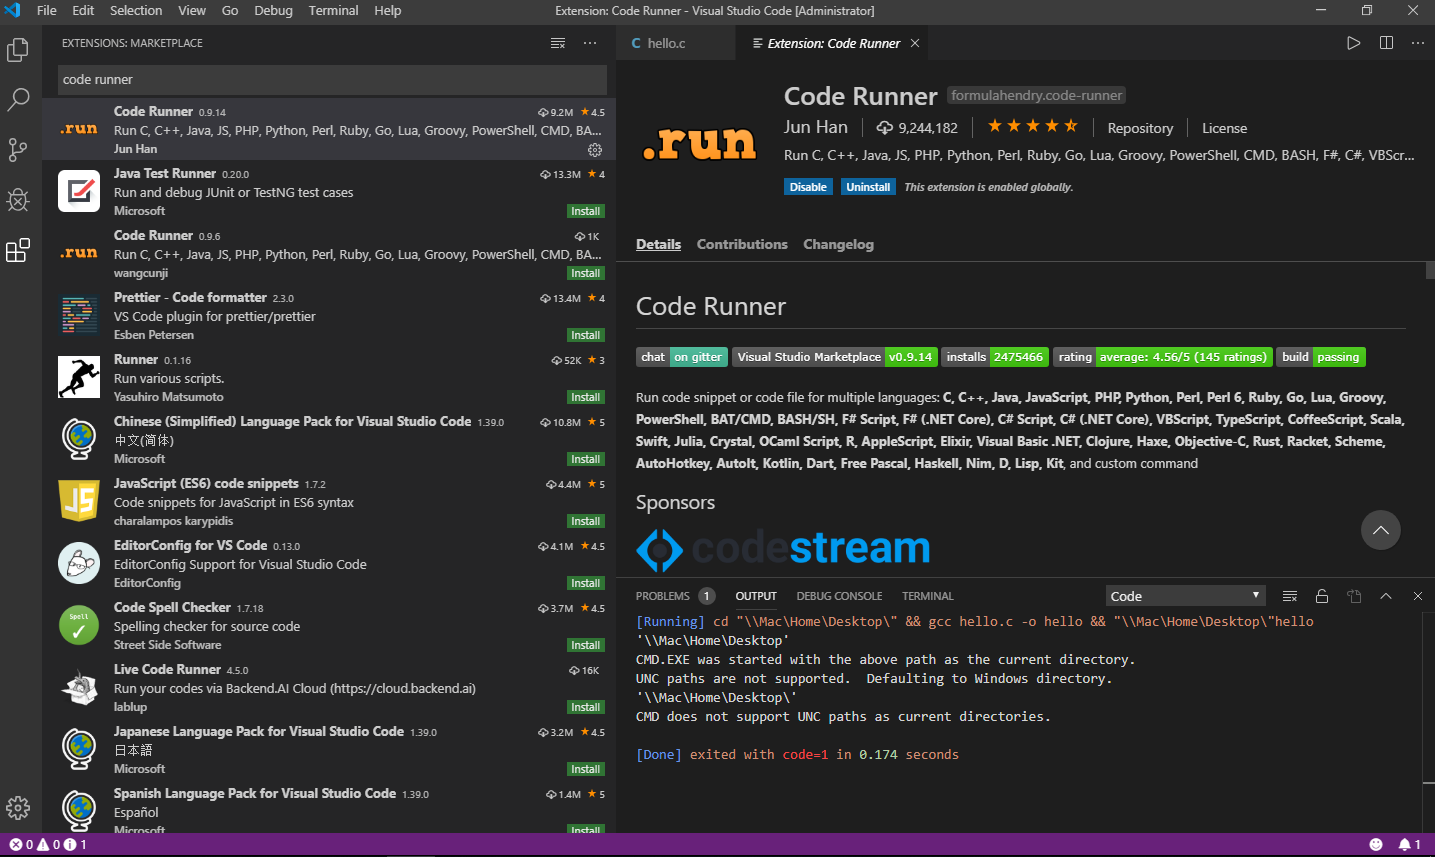 File Edit Selection View Go Debug Terminal Help
Extension: Code Runner - Visual Studio Code [Administrator]
EXTENSIONS: MARKETPLACE
code runner
.run
Code Runner 0.9.14 9.2M 4.5
Run C, C++, Java, JS, PHP, Python, Perl, Ruby, Go, Lua, Groovy, PowerShell, CMD, BA...
Jun Han
Java Test Runner 0.20.0 13.3M 4
Run and debug JUnit or TestNG test cases
Microsoft Install
.run
Code Runner 0.9.6 1K
Run C, C++, Java, JS, PHP, Python, Perl, Ruby, Go, Lua, Groovy, PowerShell, CMD, BA...
wangcunji Install
Prettier - Code formatter 2.3.0 13.4M 4
VS Code plugin for prettier/prettier
Esben Petersen Install
Runner 0.1.16 52K 3
Run various scripts.
Yasuhiro Matsumoto Install
Chinese (Simplified) Language Pack for Visual Studio Code 1.39.0 10.8M 5
中文(简体)
Microsoft Install
JS
JavaScript (ES6) code snippets 1.7.2 4.4M 5
Code snippets for JavaScript in ES6 syntax
charalampos karypidis Install
EditorConfig for VS Code 0.13.0 4.1M 4.5
EditorConfig Support for Visual Studio Code
EditorConfig Install
Spell
Code Spell Checker 1.7.18 3.7M 4.5
Spelling checker for source code
Street Side Software Install
Live Code Runner 4.5.0 16K
Run your codes via Backend.AI Cloud (https://cloud.backend.ai)
lablup Install
Japanese Language Pack for Visual Studio Code 1.39.0 3.2M 4.5
日本語
Microsoft Install
Spanish Language Pack for Visual Studio Code 1.39.0 1.4M 5
Español
Microsoft Install
0 0 1
C hello.c
Extension: Code Runner
.run
Code Runner formulahendry.code-runner
Jun Han 9,244,182 Repository License
Run C, C++, Java, JS, PHP, Python, Perl, Ruby, Go, Lua, Groovy, PowerShell, CMD, BASH, F#, C#, VBScr...
Disable Uninstall This extension is enabled globally.
Details Contributions Changelog
Code Runner
chat on gitter Visual Studio Marketplace v0.9.14 installs 2475466 rating average: 4.56/5 (145 ratings) build passing
Run code snippet or code file for multiple languages: C, C++, Java, JavaScript, PHP, Python, Perl, Perl 6, Ruby, Go, Lua, Groovy,
PowerShell, BAT/CMD, BASH/SH, F# Script, F# (.NET Core), C# Script, C# (.NET Core), VBScript, TypeScript, CoffeeScript, Scala,
Swift, Julia, Crystal, OCaml Script, R, AppleScript, Elixir, Visual Basic .NET, Clojure, Haxe, Objective-C, Rust, Racket, Scheme,
AutoHotkey, AutoIt, Kotlin, Dart, Free Pascal, Haskell, Nim, D, Lisp, Kit, and custom command
Sponsors
codestream
PROBLEMS 1 OUTPUT DEBUG CONSOLE TERMINAL Code
[Running] cd "\\Mac\Home\Desktop\" && gcc hello.c -o hello && "\\Mac\Home\Desktop\"hello
'\\Mac\Home\Desktop'
CMD.EXE was started with the above path as the current directory.
UNC paths are not supported.  Defaulting to Windows directory.
'\\Mac\Home\Desktop\'
CMD does not support UNC paths as current directories.
[Done] exited with code=1 in 0.174 seconds
1